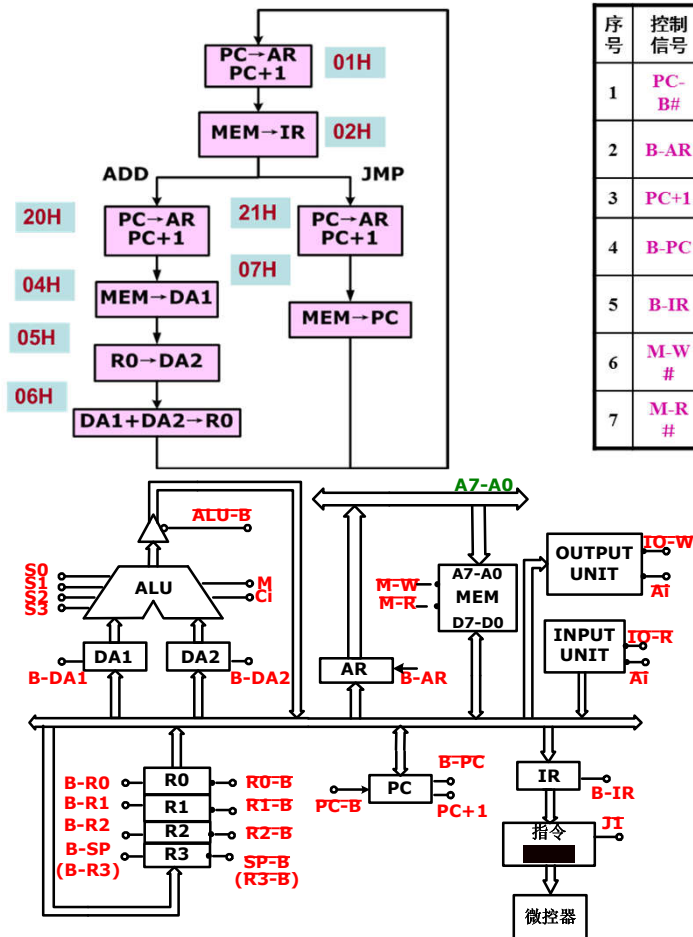 PC→AR
PC+1
01H
MEM→IR
02H
ADD
JMP
20H
PC→AR
PC+1
21H
PC→AR
PC+1
04H
MEM→DA1
07H
MEM→PC
05H
R0→DA2
06H
DA1+DA2→R0
序号
控制信号
1
PC-B#
2
B-AR
3
PC+1
4
B-PC
5
B-IR
6
M-W#
7
M-R#
A7-A0
ALU-B
S0
S1
S2
S3
ALU
M
Ci
DA1
DA2
B-DA1
B-DA2
AR
B-AR
M-W
M-R
A7-A0
MEM
D7-D0
OUTPUT
UNIT
IO-W
Ai
INPUT
UNIT
IO-R
Ai
B-R0
R0
R0-B
B-R1
R1
R1-B
B-R2
R2
R2-B
B-SP
(B-R3)
R3
SP-B
(R3-B)
PC-B
PC
B-PC
PC+1
IR
B-IR
指令
J1
微控器